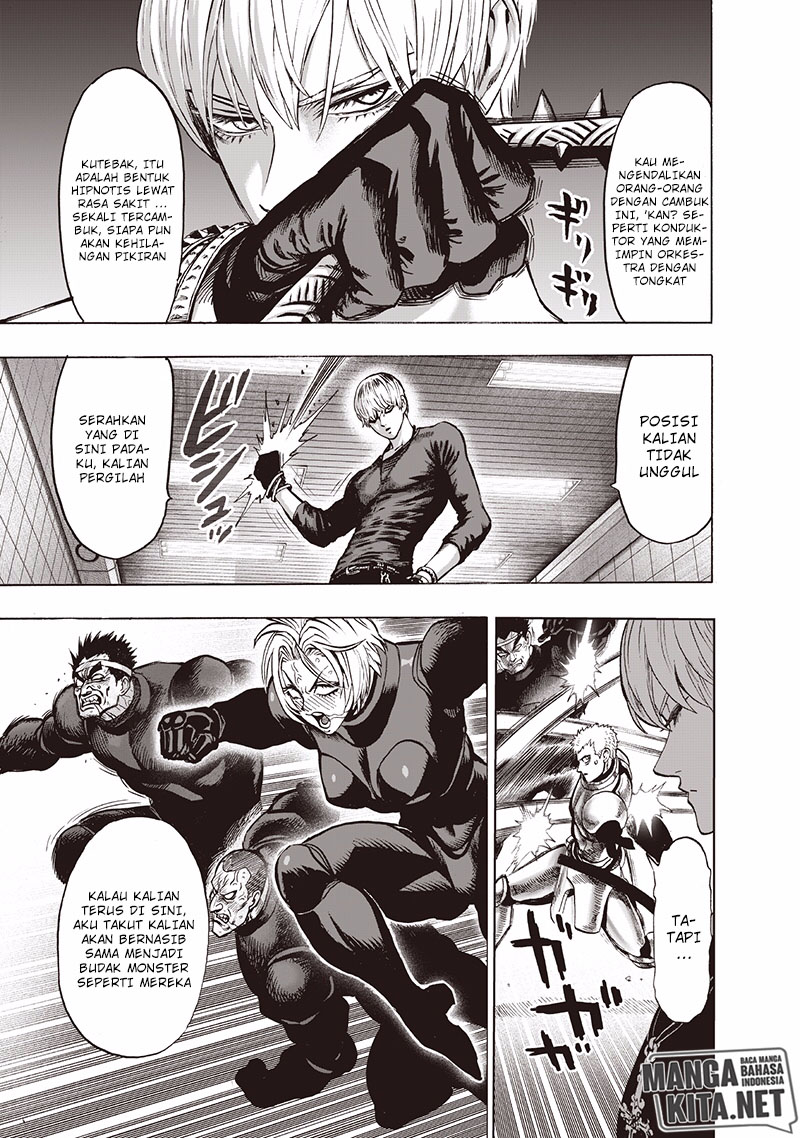 KAU ME-
NGENDALIKAN
ORANG-ORANG
DENGAN CAMBUK
INI, 'KAN? SE-
PERTI KONDUK-
TOR YANG MEM-
IMPIN ORKES-
TRA DENGAN
TONGKAT
ギリギリ
KUTEBAK, ITU
ADALAH BENTUK
HIPNOTIS LEWAT
RASA SAKIT ...
SEKALI TERCAM-
BUK, SIAPA PUN
AKAN KEHILA-
NGAN PIKIRAN
POSISI
KALIAN
TIDAK
UNGGUL
ビシュッ
SERAHKAN
YANG DI
SINI PADA-
KU, KALIAN
PERGILAH
TA-
TAPI
...
ガガガガ
KALAU KALIAN
TERUS DI SINI,
AKU TAKUT KALIAN
AKAN BERNASIB
SAMA MENJADI
BUDAK MONSTER
SEPERTI MEREKA
MANGA
BACA MANGA
BAHASA
INDONESIA
KITA.NET